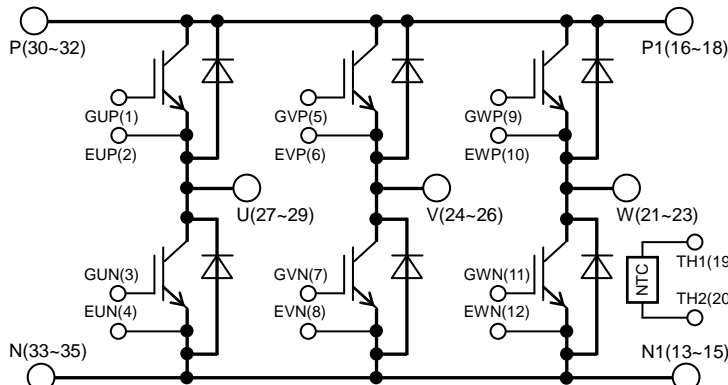 P(30~32)
P1(16~18)
GUP(1)
GVP(5)
GWP(9)
EUP(2)
EVP(6)
EWP(10)
U(27~29)
V(24~26)
W(21~23)
GUN(3)
GVN(7)
GWN(11)
NTC
TH1(19
EUN(4)
EVN(8)
EWN(12)
TH2(20
N(33~35)
N1(13~15)